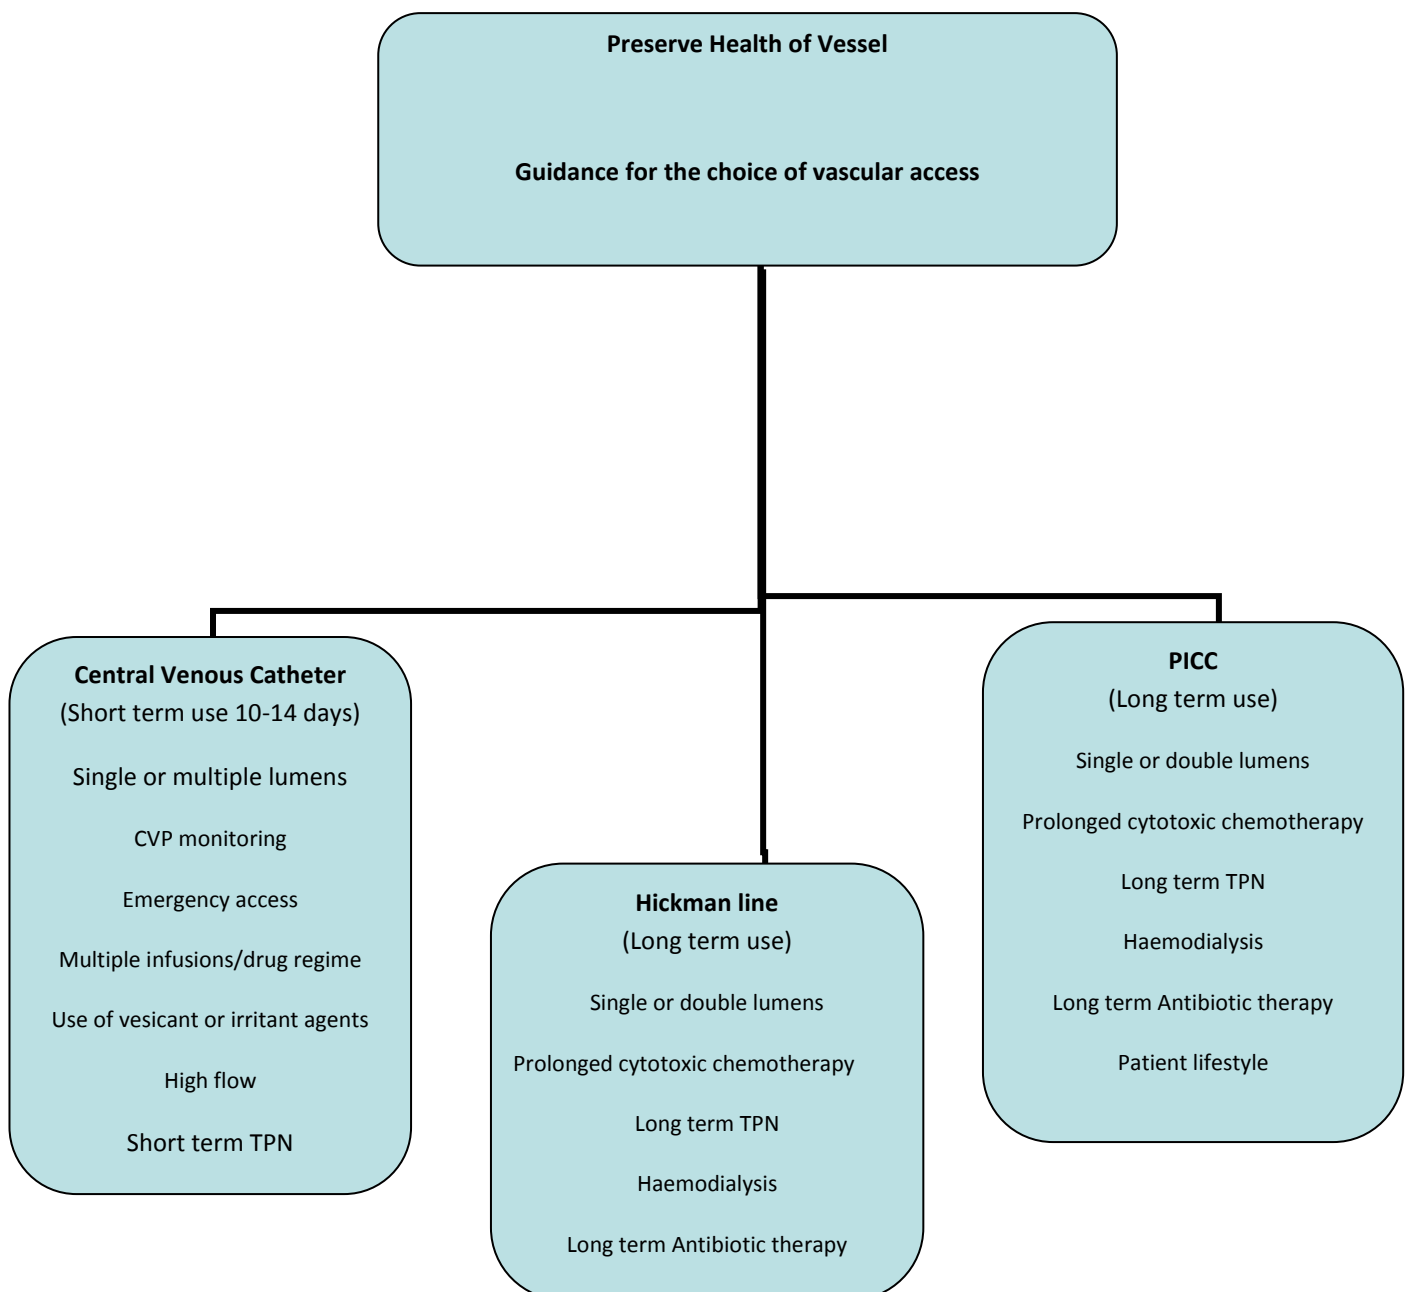 Preserve Health of Vessel
Guidance for the choice of vascular access
Central Venous Catheter
(Short term use 10-14 days)
Single or multiple lumens
CVP monitoring
Emergency access
Multiple infusions/drug regime
Use of vesicant or irritant agents
High flow
Short term TPN
Hickman line
(Long term use)
Single or double lumens
Prolonged cytotoxic chemotherapy
Long term TPN
Haemodialysis
Long term Antibiotic therapy
PICC
(Long term use)
Single or double lumens
Prolonged cytotoxic chemotherapy
Long term TPN
Haemodialysis
Long term Antibiotic therapy
Patient lifestyle